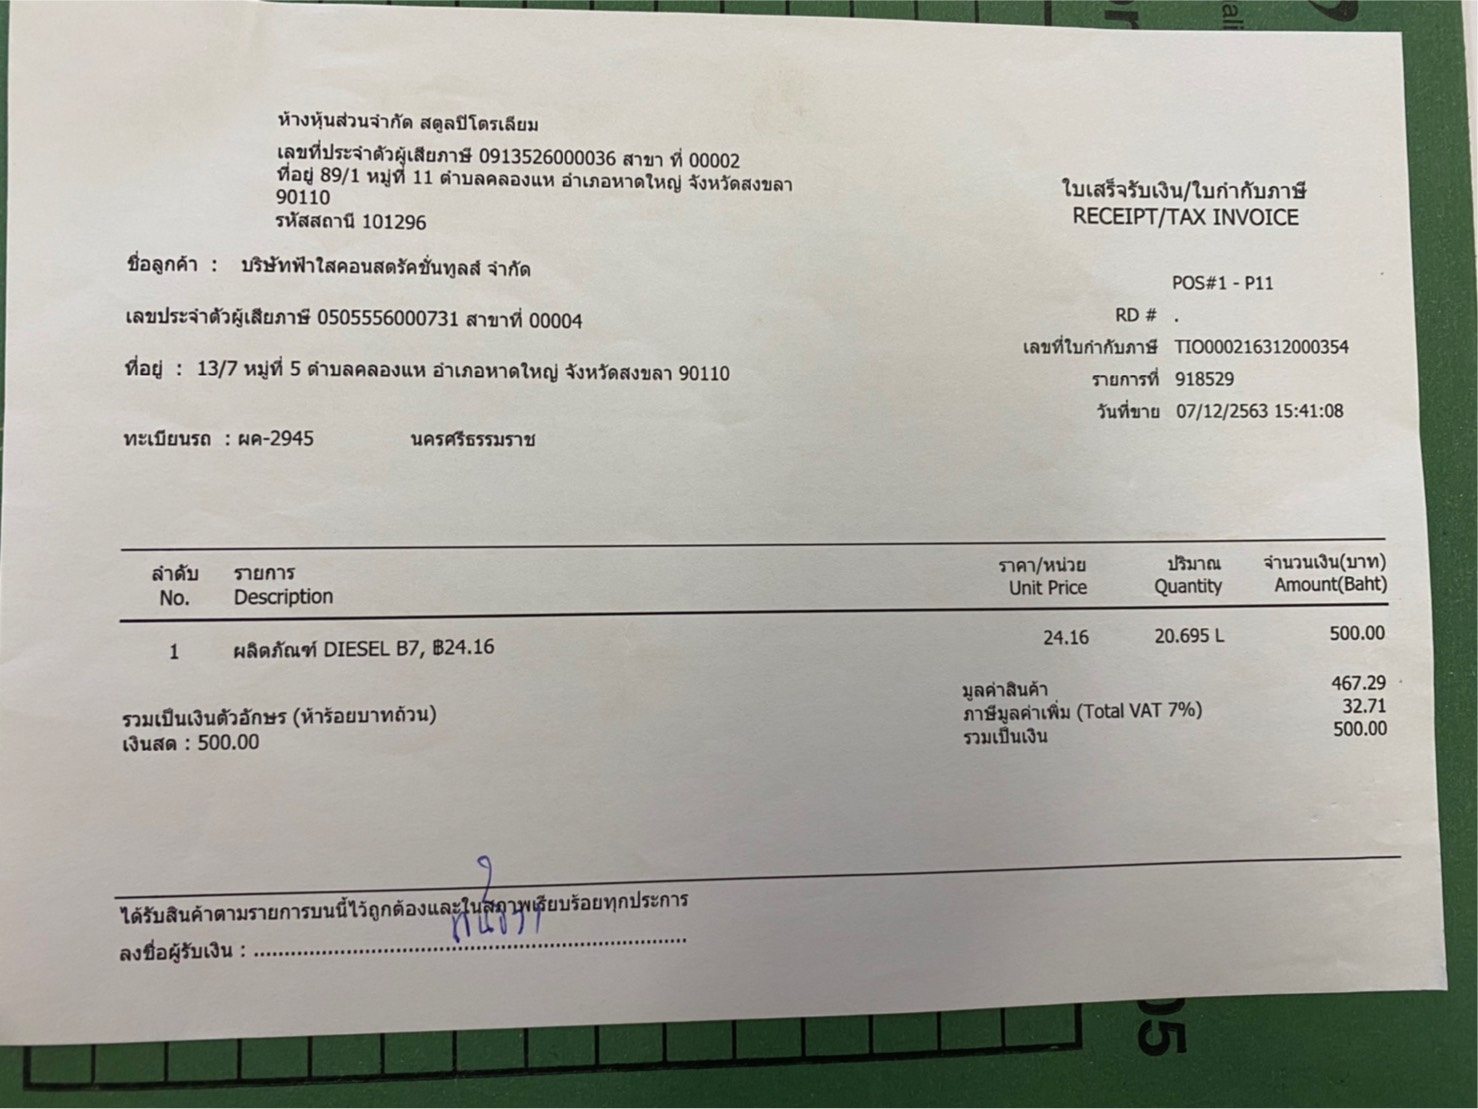 ห้างหุ้นส่วนจำกัด สตูลปิโตรเลียม
เลขที่ประจำตัวผู้เสียภาษี 0913526000036 สาขา ที่ 00002
ที่อยู่ 89/1 หมู่ที่ 11 ตำบลคลองแห อำเภอหาดใหญ่ จังหวัดสงขลา
90110
รหัสสถานี 101296
ใบเสร็จรับเงิน/ใบกำกับภาษี
RECEIPT/TAX INVOICE
ชื่อลูกค้า : บริษัทฟ้าใสคอนสตรัคชั่นทูลส์ จำกัด
เลขประจำตัวผู้เสียภาษี 0505556000731 สาขาที่ 00004
ที่อยู่ : 13/7 หมู่ที่ 5 ตำบลคลองแห อำเภอหาดใหญ่ จังหวัดสงขลา 90110
ทะเบียนรถ : ผค-2945 นครศรีธรรมราช
POS#1 - P11
RD # .
เลขที่ใบกำกับภาษี TIO000216312000354
รายการที่ 918529
วันที่ขาย 07/12/2563 15:41:08
ลำดับ รายการ ราคา/หน่วย ปริมาณ จำนวนเงิน(บาท)
No. Description Unit Price Quantity Amount(Baht)
1 ผลิตภัณฑ์ DIESEL B7, ฿24.16 24.16 20.695 L 500.00
มูลค่าสินค้า 467.29
ภาษีมูลค่าเพิ่ม (Total VAT 7%) 32.71
รวมเป็นเงิน 500.00
รวมเป็นเงินตัวอักษร (ห้าร้อยบาทถ้วน)
เงินสด : 500.00
ได้รับสินค้าตามรายการบนนี้ไว้ถูกต้องและในสภาพเรียบร้อยทุกประการ
ลงชื่อผู้รับเงิน :
05